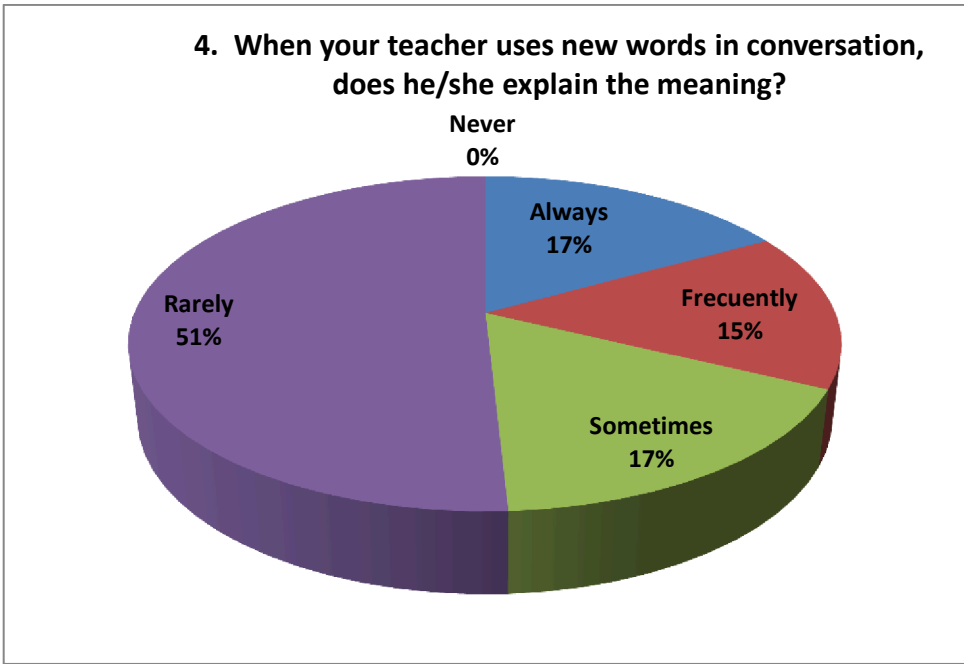 4. When your teacher uses new words in conversation,
does he/she explain the meaning?
Never
0%
Always
17%
Frecuently
15%
Sometimes
17%
Rarely
51%